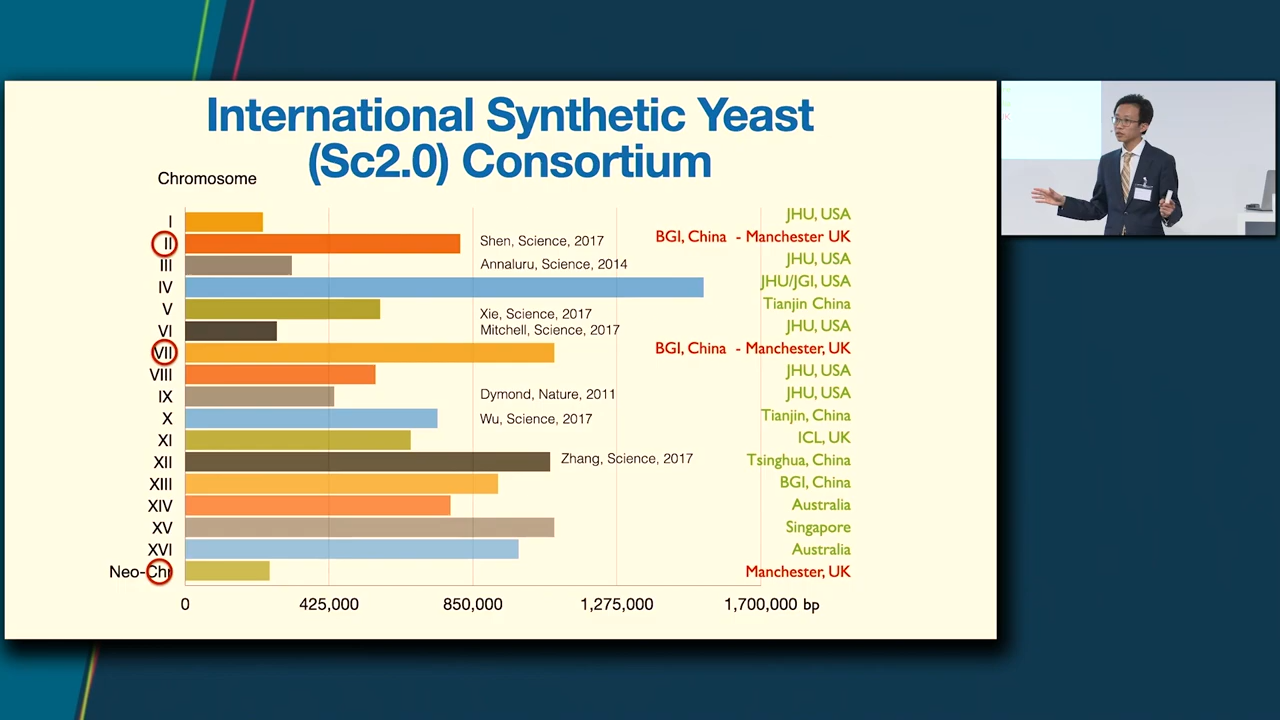 International Synthetic Yeast
(Sc2.0) Consortium
Chromosome
I JHU, USA
II Shen, Science, 2017 BGI, China - Manchester UK
III Annaluru, Science, 2014 JHU, USA
IV JHU/JGI, USA
V Xie, Science, 2017 Tianjin China
VI Mitchell, Science, 2017 JHU, USA
VII BGI, China - Manchester, UK
VIII JHU, USA
IX Dymond, Nature, 2011 JHU, USA
X Wu, Science, 2017 Tianjin, China
XI ICL, UK
XII Zhang, Science, 2017 Tsinghua, China
XIII BGI, China
XIV Australia
XV Singapore
XVI Australia
Neo-Chr Manchester, UK
0 425,000 850,000 1,275,000 1,700,000 bp